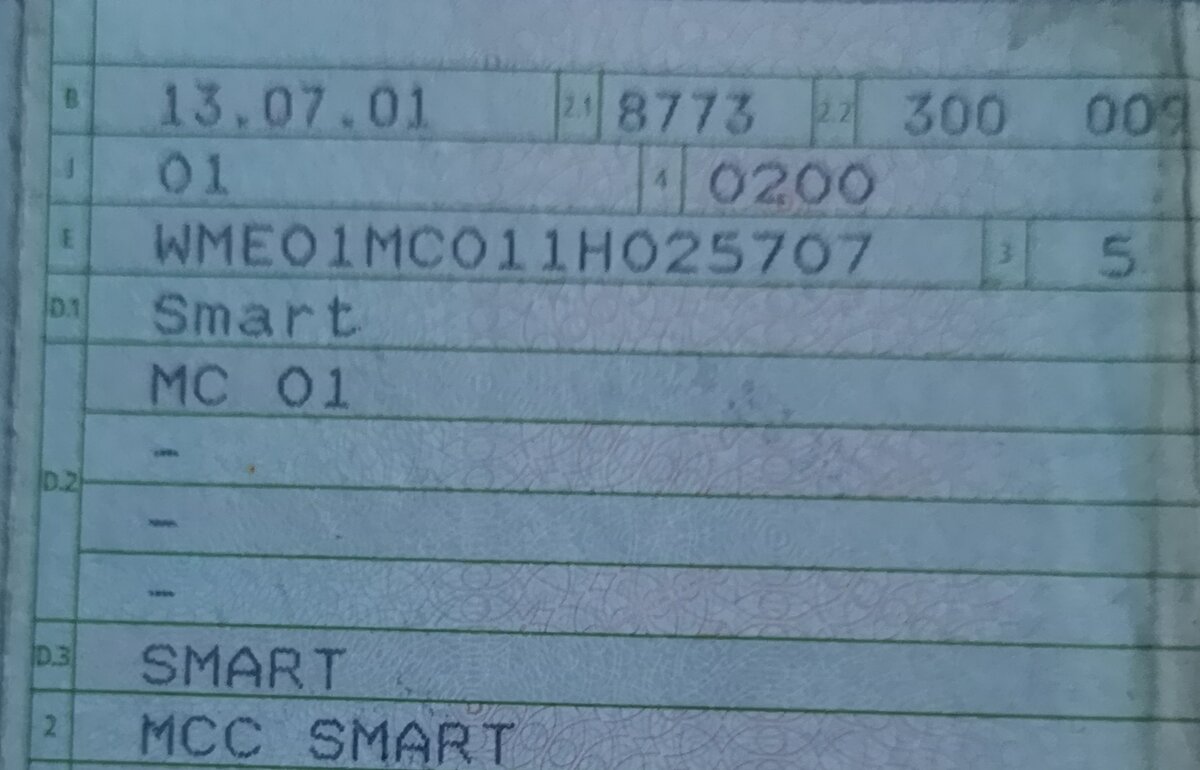 B 13.07.01 2.1 8773 2.2 300 009
J 01 4 0200
E WME01MC011H025707 3 5
D.1 Smart
MC 01
-
D.2
-
-
D.3 SMART
2 MCC SMART